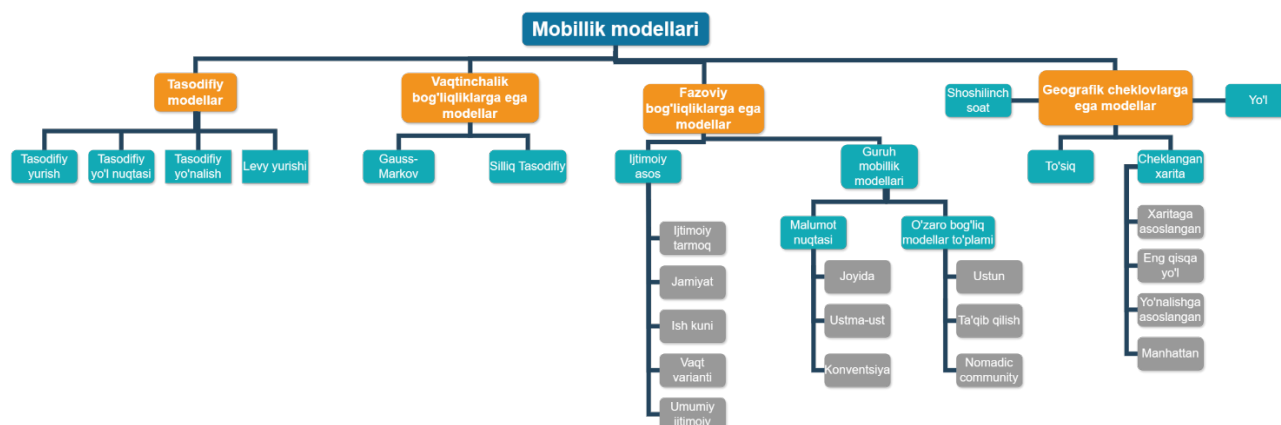 Mobillik modellari
Tasodifiy
modellar
Vaqtinchalik
bog'liqliklarga ega
modellar
Fazoviy
bog'liqliklarga ega
modellar
Geografik cheklovlarga
ega modellar
Shoshilinch
soat
Yo'l
Tasodifiy
yurish
Tasodifiy
yo'l nuqtasi
Tasodifiy
yo'nalish
Levy yurishi
Gauss-
Markov
Silliq Tasodifiy
Ijtimoiy
asos
Guruh
mobillik
modellari
To'siq
Cheklangan
xarita
Ijtimoiy
tarmoq
Jamiyat
Ish kuni
Vaqt
varianti
Umumiy
ijtimoiy
Malumot
nuqtasi
O'zaro bog'liq
modellar to'plami
Joyida
Ustma-ust
Konventsiya
Ustun
Ta'qib qilish
Nomadic
community
Xaritaga
asoslangan
Eng qisqa
yo'l
Yo'nalishga
asoslangan
Manhattan